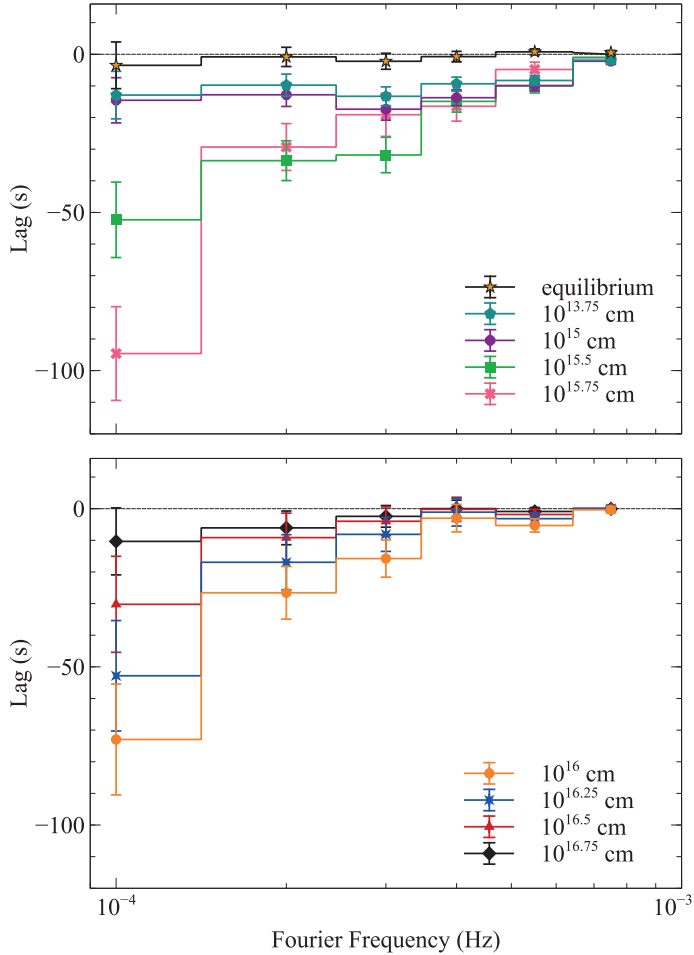 0
−50
−100
Lag (s)
equilibrium
10^13.75 cm
10^15 cm
10^15.5 cm
10^15.75 cm
0
−50
−100
Lag (s)
10^16 cm
10^16.25 cm
10^16.5 cm
10^16.75 cm
10^−4
10^−3
Fourier Frequency (Hz)